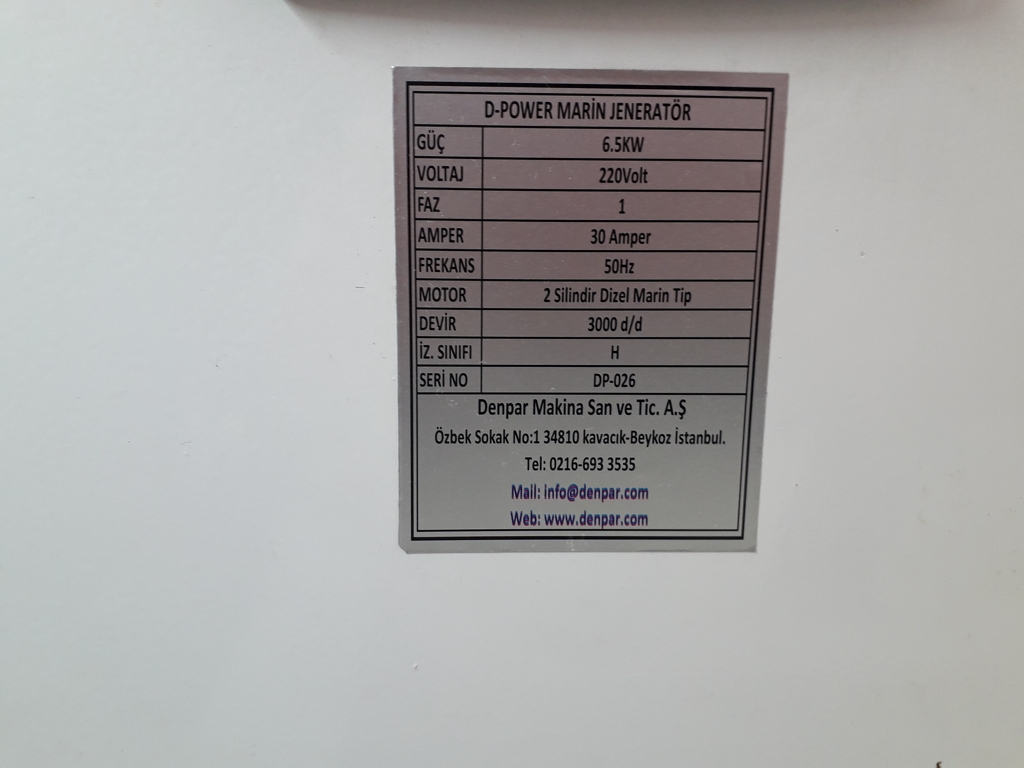 D-POWER MARİN JENERATÖR
GÜÇ 6.5KW
VOLTAJ 220Volt
FAZ 1
AMPER 30 Amper
FREKANS 50Hz
MOTOR 2 Silindir Dizel Marin Tip
DEVİR 3000 d/d
İZ. SINIFI H
SERİ NO DP-026
Denpar Makina San ve Tic. A.Ş
Özbek Sokak No:1 34810 kavacık-Beykoz İstanbul.
Tel: 0216-693 3535
Mail: info@denpar.com
Web: www.denpar.com